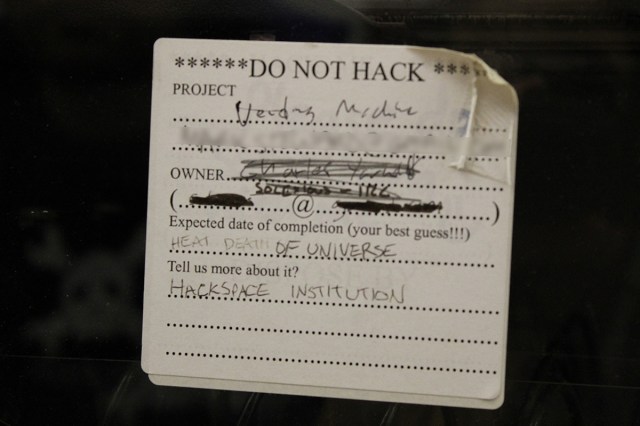 ******DO NOT HACK ***
PROJECT
Vending Machine
OWNER
(@)
Expected date of completion (your best guess!!!)
HEAT DEATH OF UNIVERSE
Tell us more about it?
HACKSPACE INSTITUTION